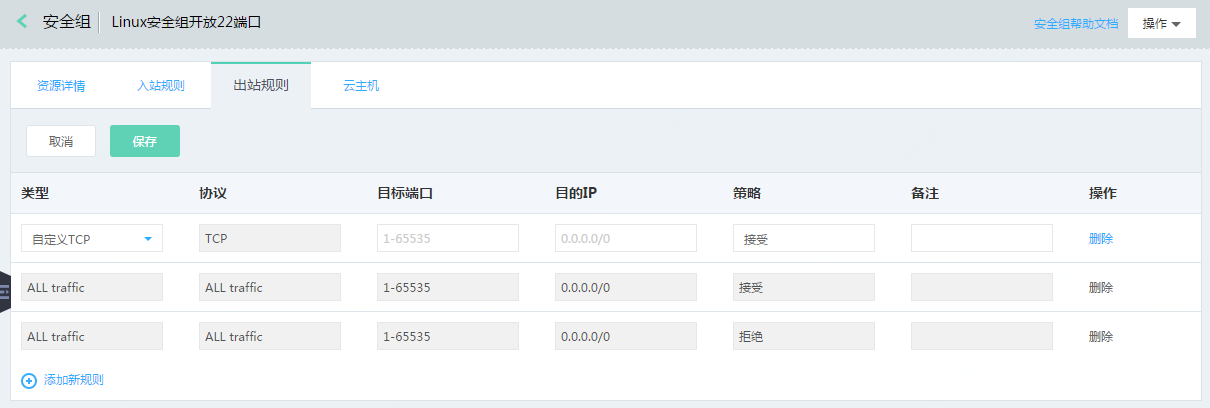 安全组 Linux安全组开放22端口 安全组帮助文档 操作
资源详情 入站规则 出站规则 云主机
取消 保存
类型 协议 目标端口 目的IP 策略 备注 操作
自定义TCP TCP 1-65535 0.0.0.0/0 接受 删除
ALL traffic ALL traffic 1-65535 0.0.0.0/0 接受 删除
ALL traffic ALL traffic 1-65535 0.0.0.0/0 拒绝 删除
添加新规则